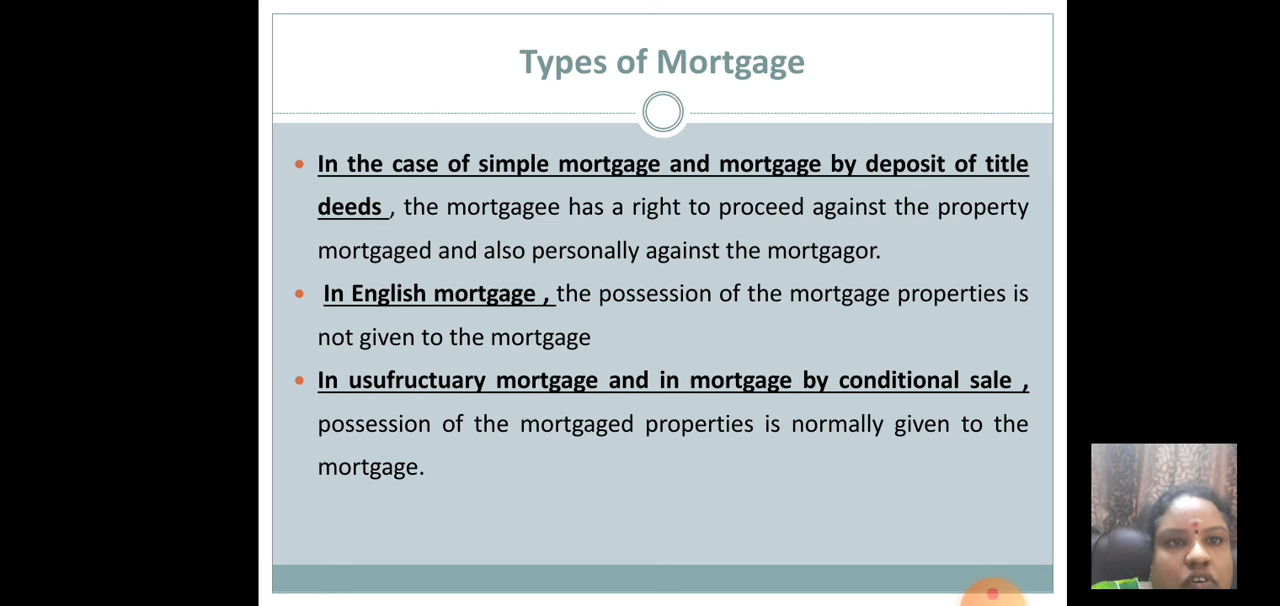 Types of Mortgage
In the case of simple mortgage and mortgage by deposit of title
deeds , the mortgagee has a right to proceed against the property
mortgaged and also personally against the mortgagor.
In English mortgage , the possession of the mortgage properties is
not given to the mortgage
In usufructuary mortgage and in mortgage by conditional sale ,
possession of the mortgaged properties is normally given to the
mortgage.